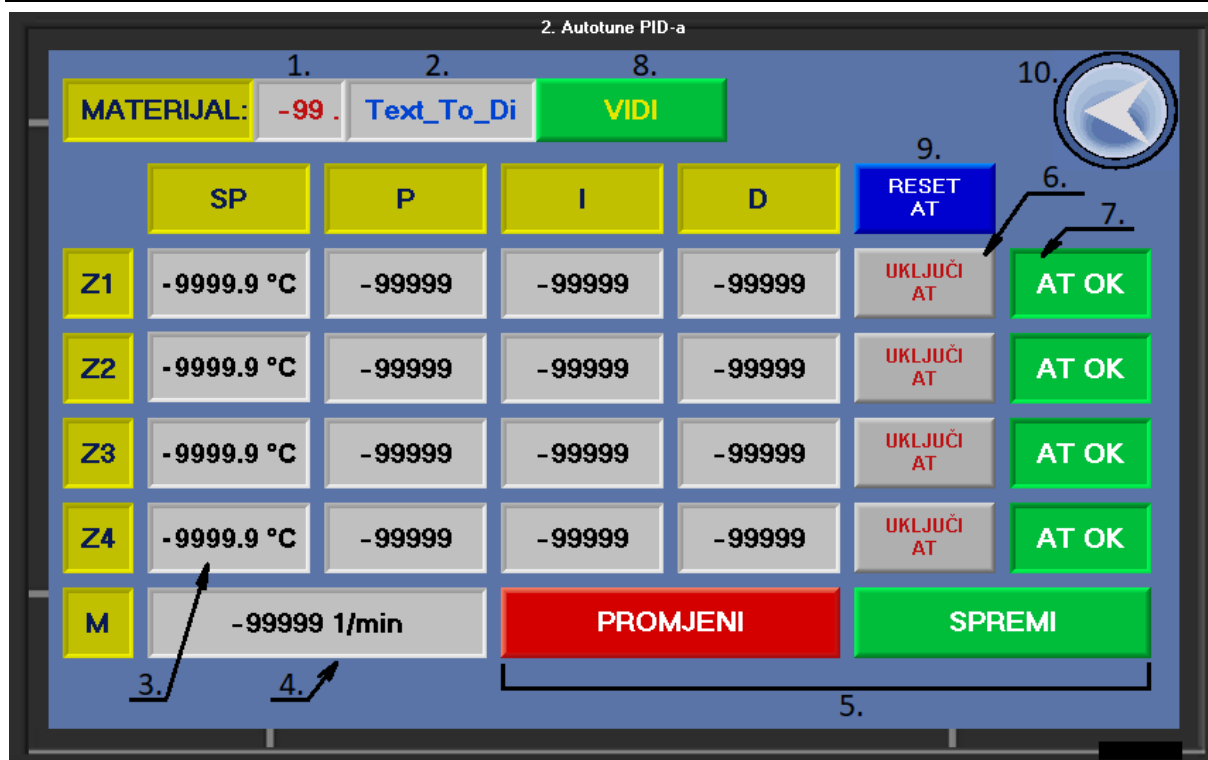 2. Autotune PID-a
1. 2. 8. 10.
MATERIJAL: -99 . Text_To_Di VIDI
9.
SP P I D RESET AT 6. 7.
Z1 -9999.9 °C -99999 -99999 -99999 UKLJUČI AT AT OK
Z2 -9999.9 °C -99999 -99999 -99999 UKLJUČI AT AT OK
Z3 -9999.9 °C -99999 -99999 -99999 UKLJUČI AT AT OK
Z4 -9999.9 °C -99999 -99999 -99999 UKLJUČI AT AT OK
M -99999 1/min PROMJENI SPREMI
3. 4. 5.